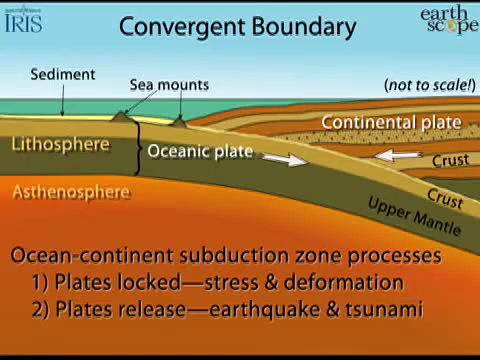 IRIS
Convergent Boundary
earth
scope
Sediment
Sea mounts
(not to scale!)
Continental plate
Lithosphere
Oceanic plate
Crust
Asthenosphere
Crust
Upper Mantle
Ocean-continent subduction zone processes
1) Plates locked—stress & deformation
2) Plates release—earthquake & tsunami